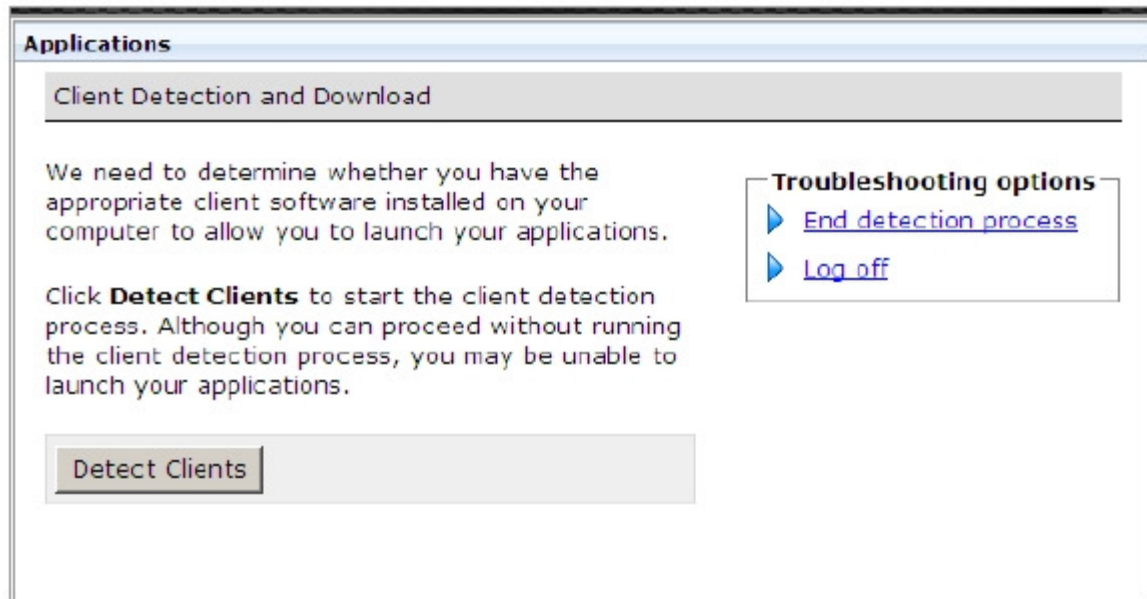 Applications
Client Detection and Download
We need to determine whether you have the
appropriate client software installed on your
computer to allow you to launch your applications.
Click Detect Clients to start the client detection
process. Although you can proceed without running
the client detection process, you may be unable to
launch your applications.
Detect Clients
Troubleshooting options
End detection process
Log off